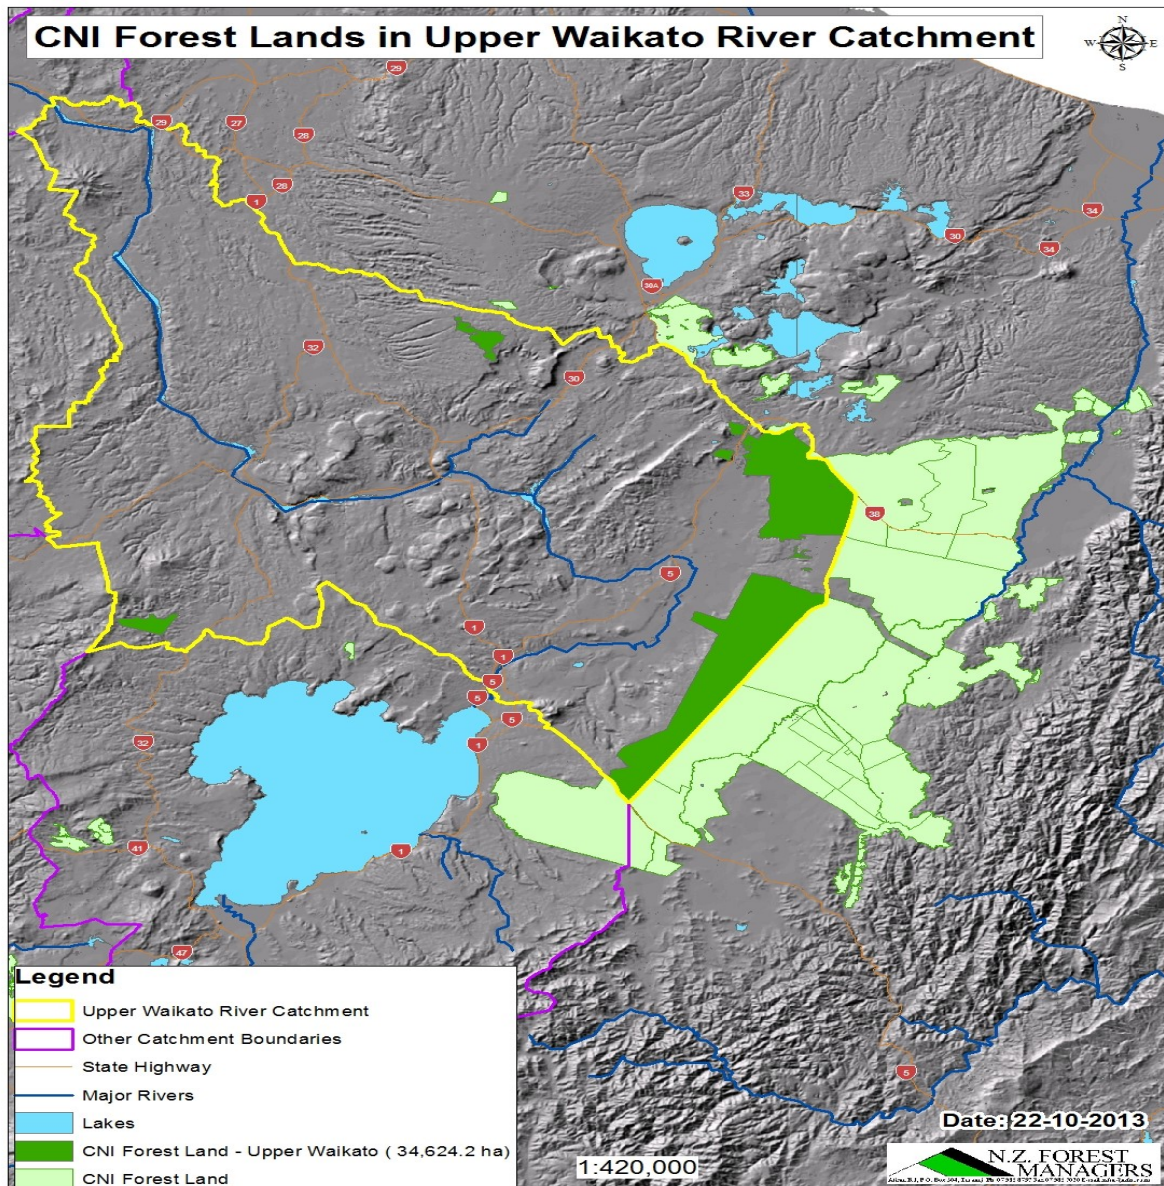 CNI Forest Lands in Upper Waikato River Catchment
N
W E
S
29
29
27
28
28
1
33
34
30
34
30A
32
30
38
5
1
1
5
5
5
1
32
41
1
47
5
Legend
Upper Waikato River Catchment
Other Catchment Boundaries
State Highway
Major Rivers
Lakes
CNI Forest Land - Upper Waikato ( 34,624.2 ha)
CNI Forest Land
1:420,000
Date: 22-10-2013
N.Z. FOREST
MANAGERS